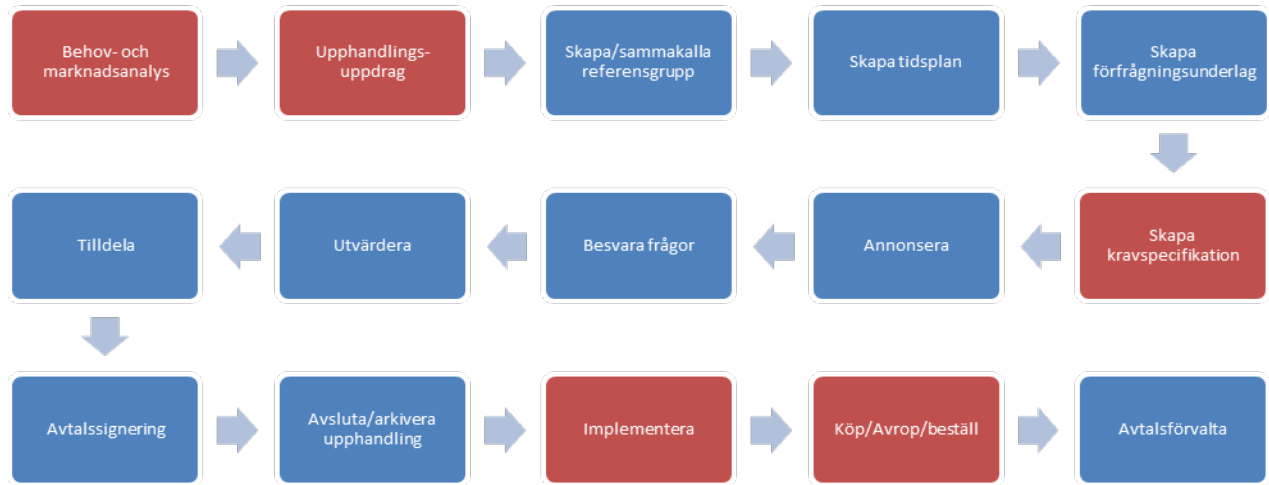 Behov- och
marknadsanalys
Upphandlings-
uppdrag
Skapa/sammakalla
referensgrupp
Skapa tidsplan
Skapa
förfrågningsunderlag
Skapa
kravspecifikation
Annonsera
Besvara frågor
Utvärdera
Tilldela
Avtalssignering
Avsluta/arkivera
upphandling
Implementera
Köp/Avrop/beställ
Avtalsförvalta